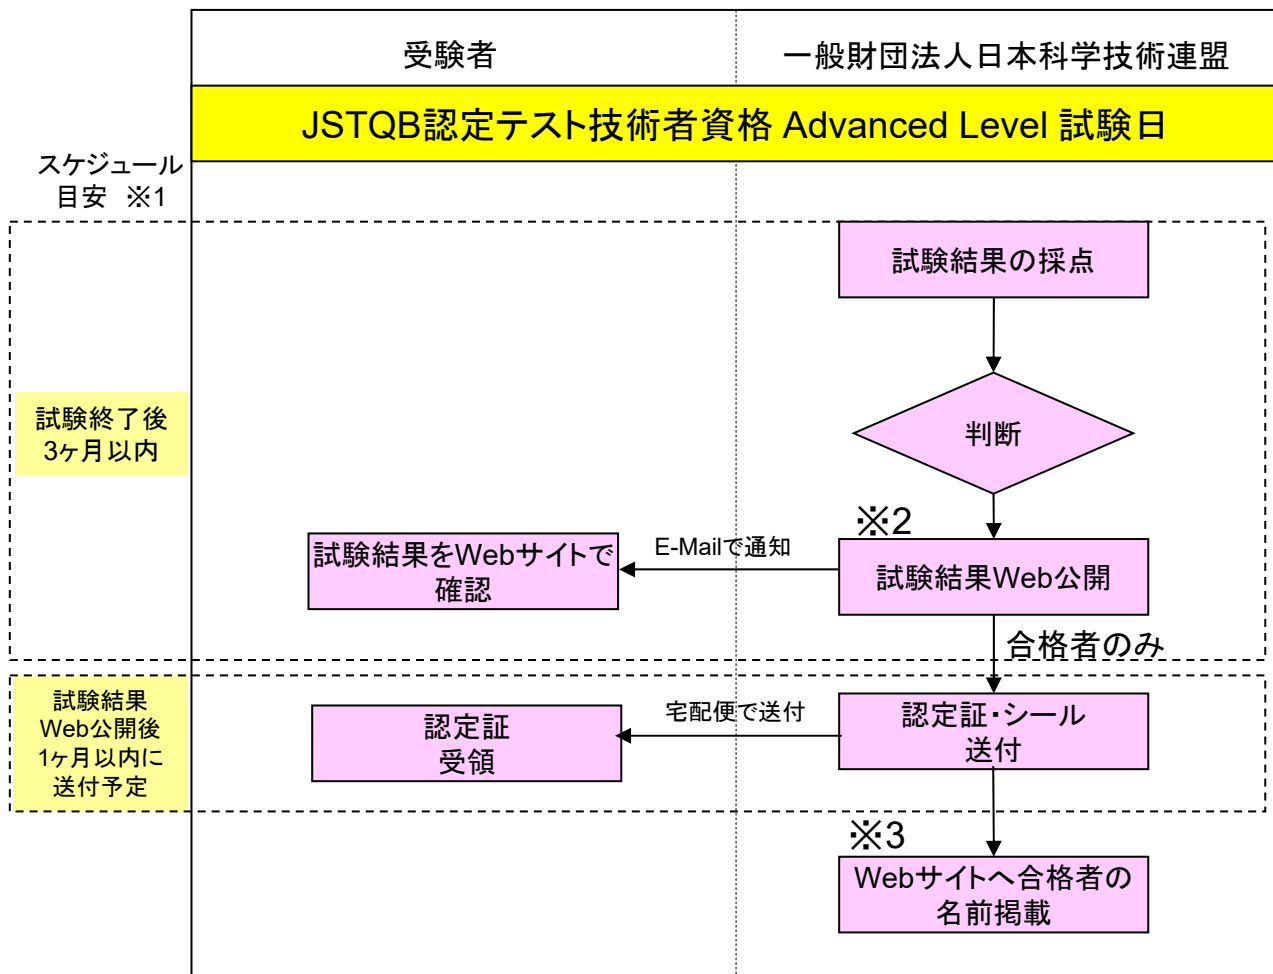 受験者
一般財団法人日本科学技術連盟
JSTQB認定テスト技術者資格 Advanced Level 試験日
スケジュール
目安 ※1
試験結果の採点
試験終了後
3ヶ月以内
判断
※2
E-Mailで通知
試験結果をWebサイトで
確認
試験結果Web公開
合格者のみ
試験結果
Web公開後
1ヶ月以内に
送付予定
宅配便で送付
認定証
受領
認定証・シール
送付
※3
Webサイトへ合格者の
名前掲載